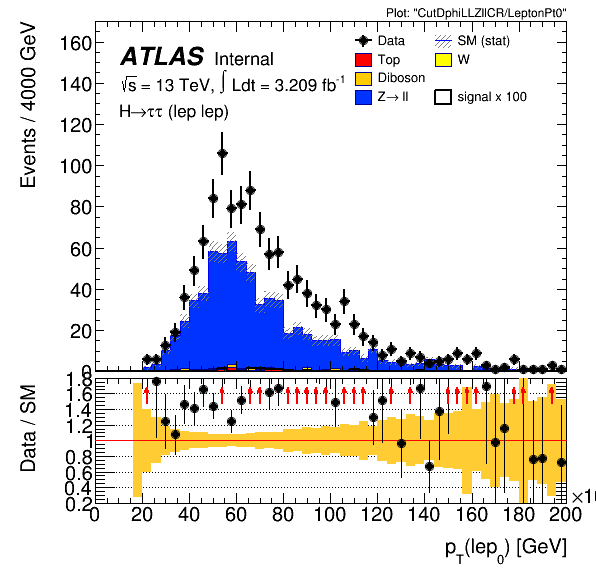 Plot: "CutDphiLLZllCR/LeptonPt0"
Events / 4000 GeV
160
140
120
100
80
60
40
20
0
ATLAS Internal
√s = 13 TeV, ∫ Ldt = 3.209 fb⁻¹
H→ττ (lep lep)
Data
SM (stat)
Top
W
Diboson
Z→ ll
signal x 100
Data / SM
1.8
1.6
1.4
1.2
1
0.8
0.6
0.4
0.2
0 20 40 60 80 100 120 140 160 180 200
×10
p_T(lep_0) [GeV]